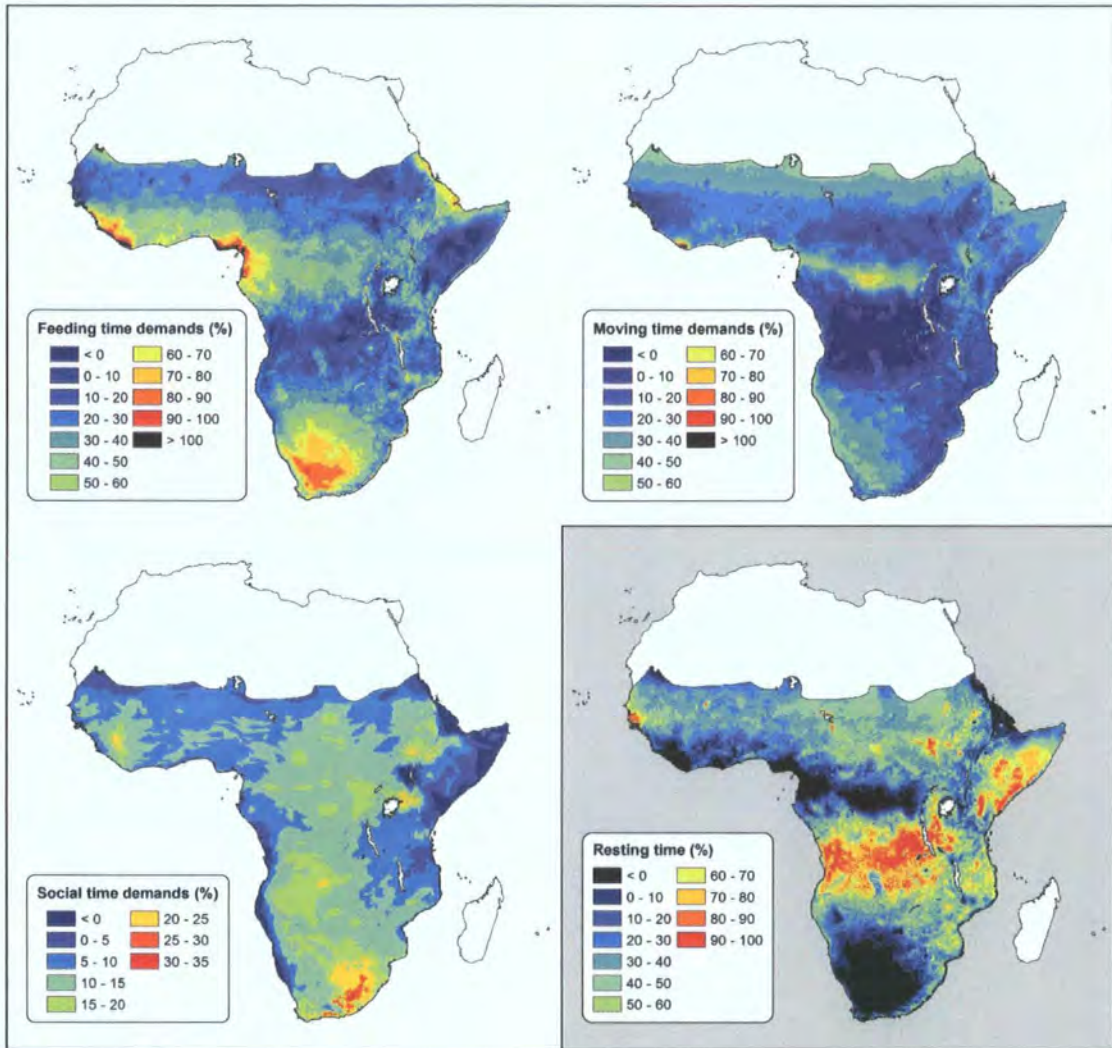 Feeding time demands (%)
< 0
0 - 10
10 - 20
20 - 30
30 - 40
40 - 50
50 - 60
60 - 70
70 - 80
80 - 90
90 - 100
> 100
Moving time demands (%)
< 0
0 - 10
10 - 20
20 - 30
30 - 40
40 - 50
50 - 60
60 - 70
70 - 80
80 - 90
90 - 100
> 100
Social time demands (%)
< 0
0 - 5
5 - 10
10 - 15
15 - 20
20 - 25
25 - 30
30 - 35
Resting time (%)
< 0
0 - 10
10 - 20
20 - 30
30 - 40
40 - 50
50 - 60
60 - 70
70 - 80
80 - 90
90 - 100